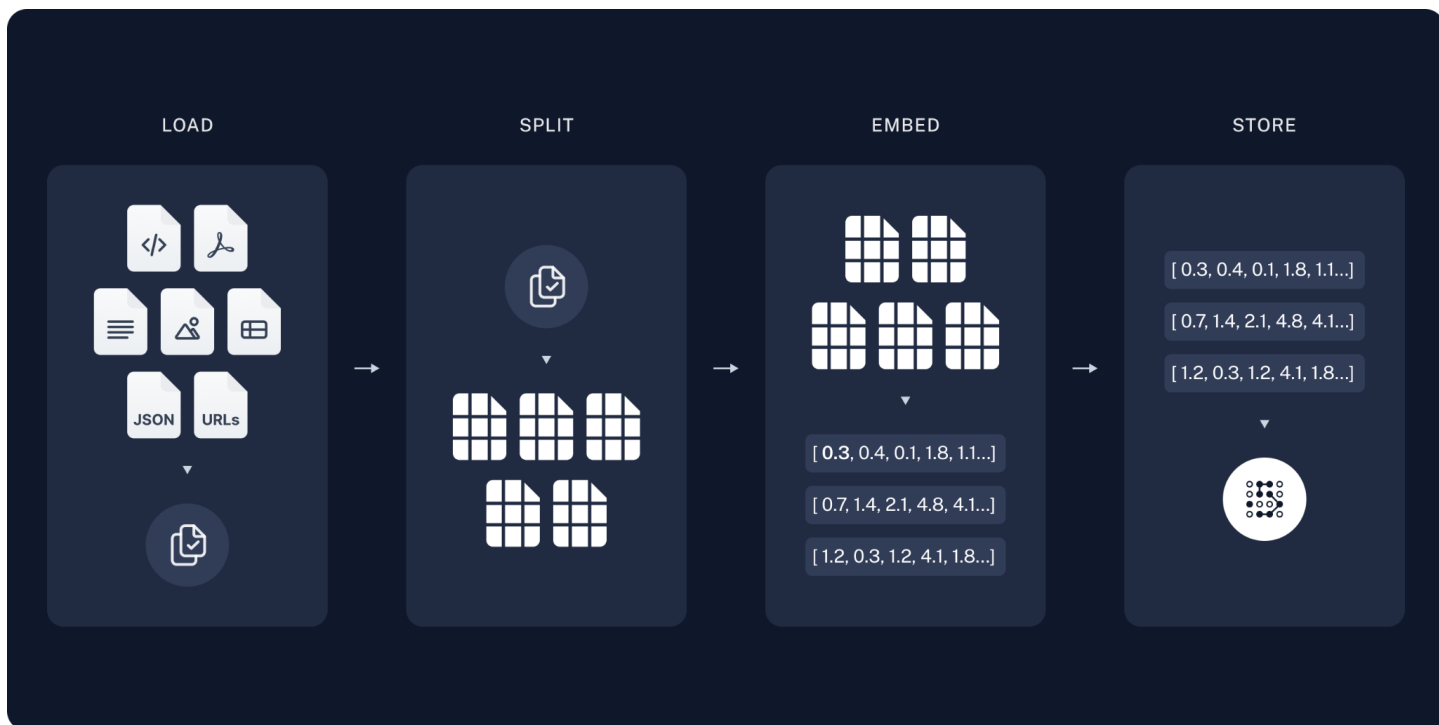 LOAD
SPLIT
EMBED
STORE
</>
JSON
URLs
[ 0.3, 0.4, 0.1, 1.8, 1.1...]
[ 0.7, 1.4, 2.1, 4.8, 4.1...]
[ 1.2, 0.3, 1.2, 4.1, 1.8...]
[ 0.3, 0.4, 0.1, 1.8, 1.1...]
[ 0.7, 1.4, 2.1, 4.8, 4.1...]
[ 1.2, 0.3, 1.2, 4.1, 1.8...]